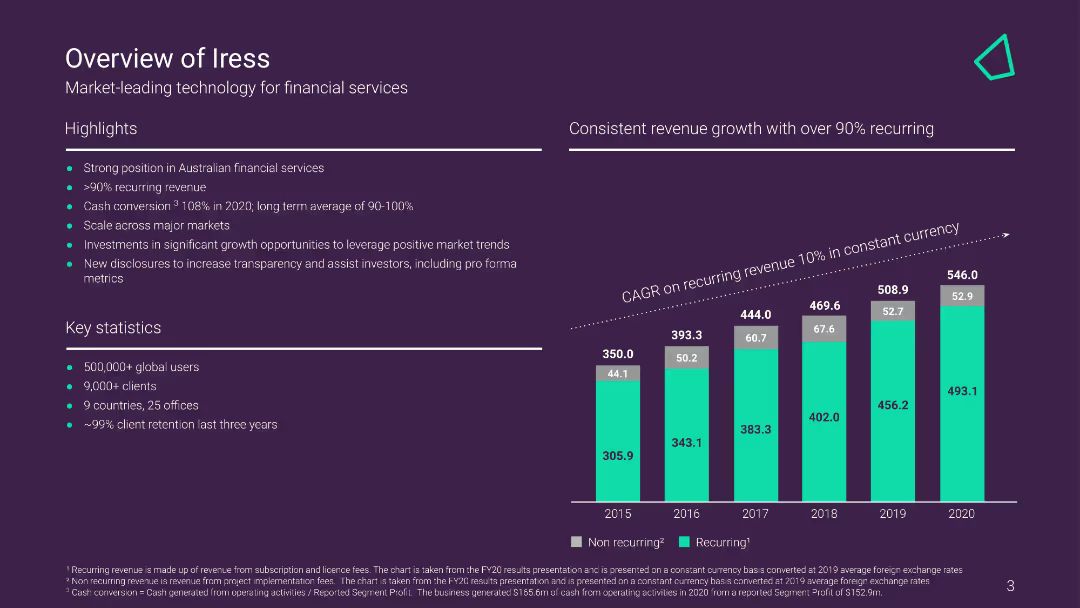 Overview of Iress
Market-leading technology for financial services
Highlights
• Strong position in Australian financial services
• >90% recurring revenue
• Cash conversion ³ 108% in 2020; long term average of 90-100%
• Scale across major markets
• Investments in significant growth opportunities to leverage positive market trends
• New disclosures to increase transparency and assist investors, including pro forma
metrics
Key statistics
• 500,000+ global users
• 9,000+ clients
• 9 countries, 25 offices
• ~99% client retention last three years
Consistent revenue growth with over 90% recurring
CAGR on recurring revenue 10% in constant currency
350.0 393.3 444.0 469.6 508.9 546.0
44.1 50.2 60.7 67.6 52.7 52.9
305.9 343.1 383.3 402.0 456.2 493.1
2015 2016 2017 2018 2019 2020
Non recurring² Recurring¹
¹ Recurring revenue is made up of revenue from subscription and licence fees. The chart is taken from the FY20 results presentation and is presented on a constant currency basis converted at 2019 average foreign exchange rates
² Non recurring revenue is revenue from project implementation fees. The chart is taken from the FY20 results presentation and is presented on a constant currency basis converted at 2019 average foreign exchange rates
³ Cash conversion = Cash generated from operating activities / Reported Segment Profit. The business generated $165.6m of cash from operating activities in 2020 from a reported Segment Profit of $152.9m.
3